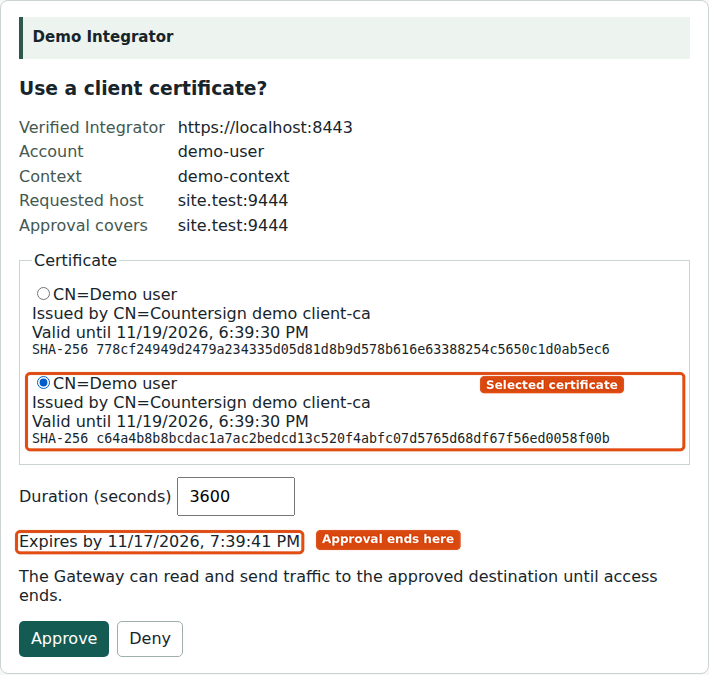 Demo Integrator
Use a client certificate?
Verified Integrator https://localhost:8443
Account demo-user
Context demo-context
Requested host site.test:9444
Approval covers site.test:9444
Certificate
CN=Demo user
Issued by CN=Countersign demo client-ca
Valid until 11/19/2026, 6:39:30 PM
SHA-256 778cf24949d2479a234335d05d81d8b9d578b616e63388254c5650c1d0ab5ec6
CN=Demo user Selected certificate
Issued by CN=Countersign demo client-ca
Valid until 11/19/2026, 6:39:30 PM
SHA-256 c64a4b8b8bcdac1a7ac2bedcd13c520f4abfc07d5765d68df67f56ed0058f00b
Duration (seconds) 3600
Expires by 11/17/2026, 7:39:41 PM Approval ends here
The Gateway can read and send traffic to the approved destination until access
ends.
Approve Deny